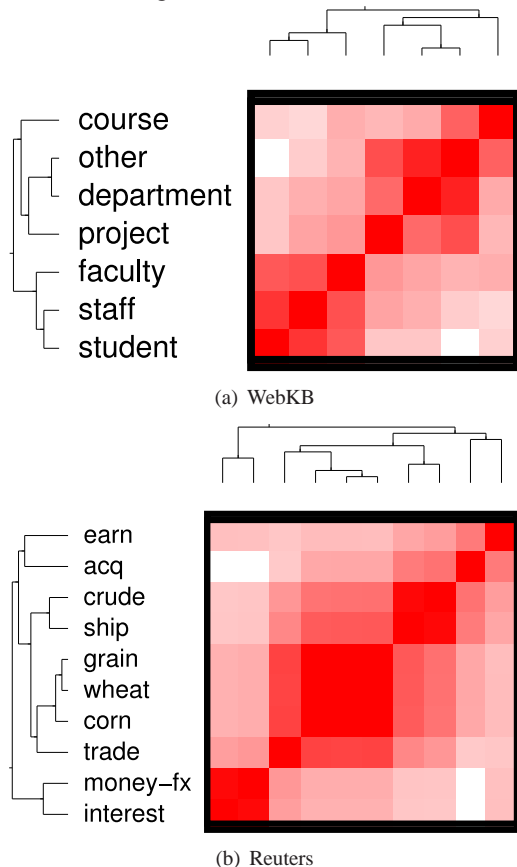 course
other
department
project
faculty
staff
student
(a) WebKB
earn
acq
crude
ship
grain
wheat
corn
trade
money-fx
interest
(b) Reuters